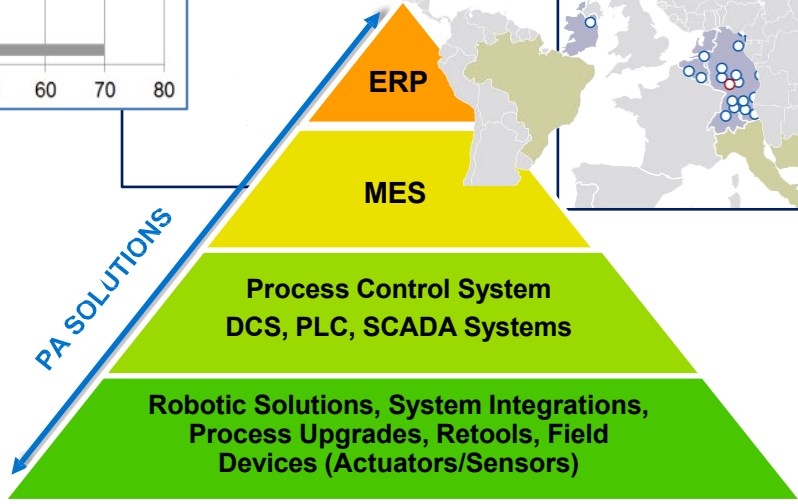 60 70 80
ERP
MES
PA SOLUTIONS
Process Control System
DCS, PLC, SCADA Systems
Robotic Solutions, System Integrations,
Process Upgrades, Retools, Field
Devices (Actuators/Sensors)